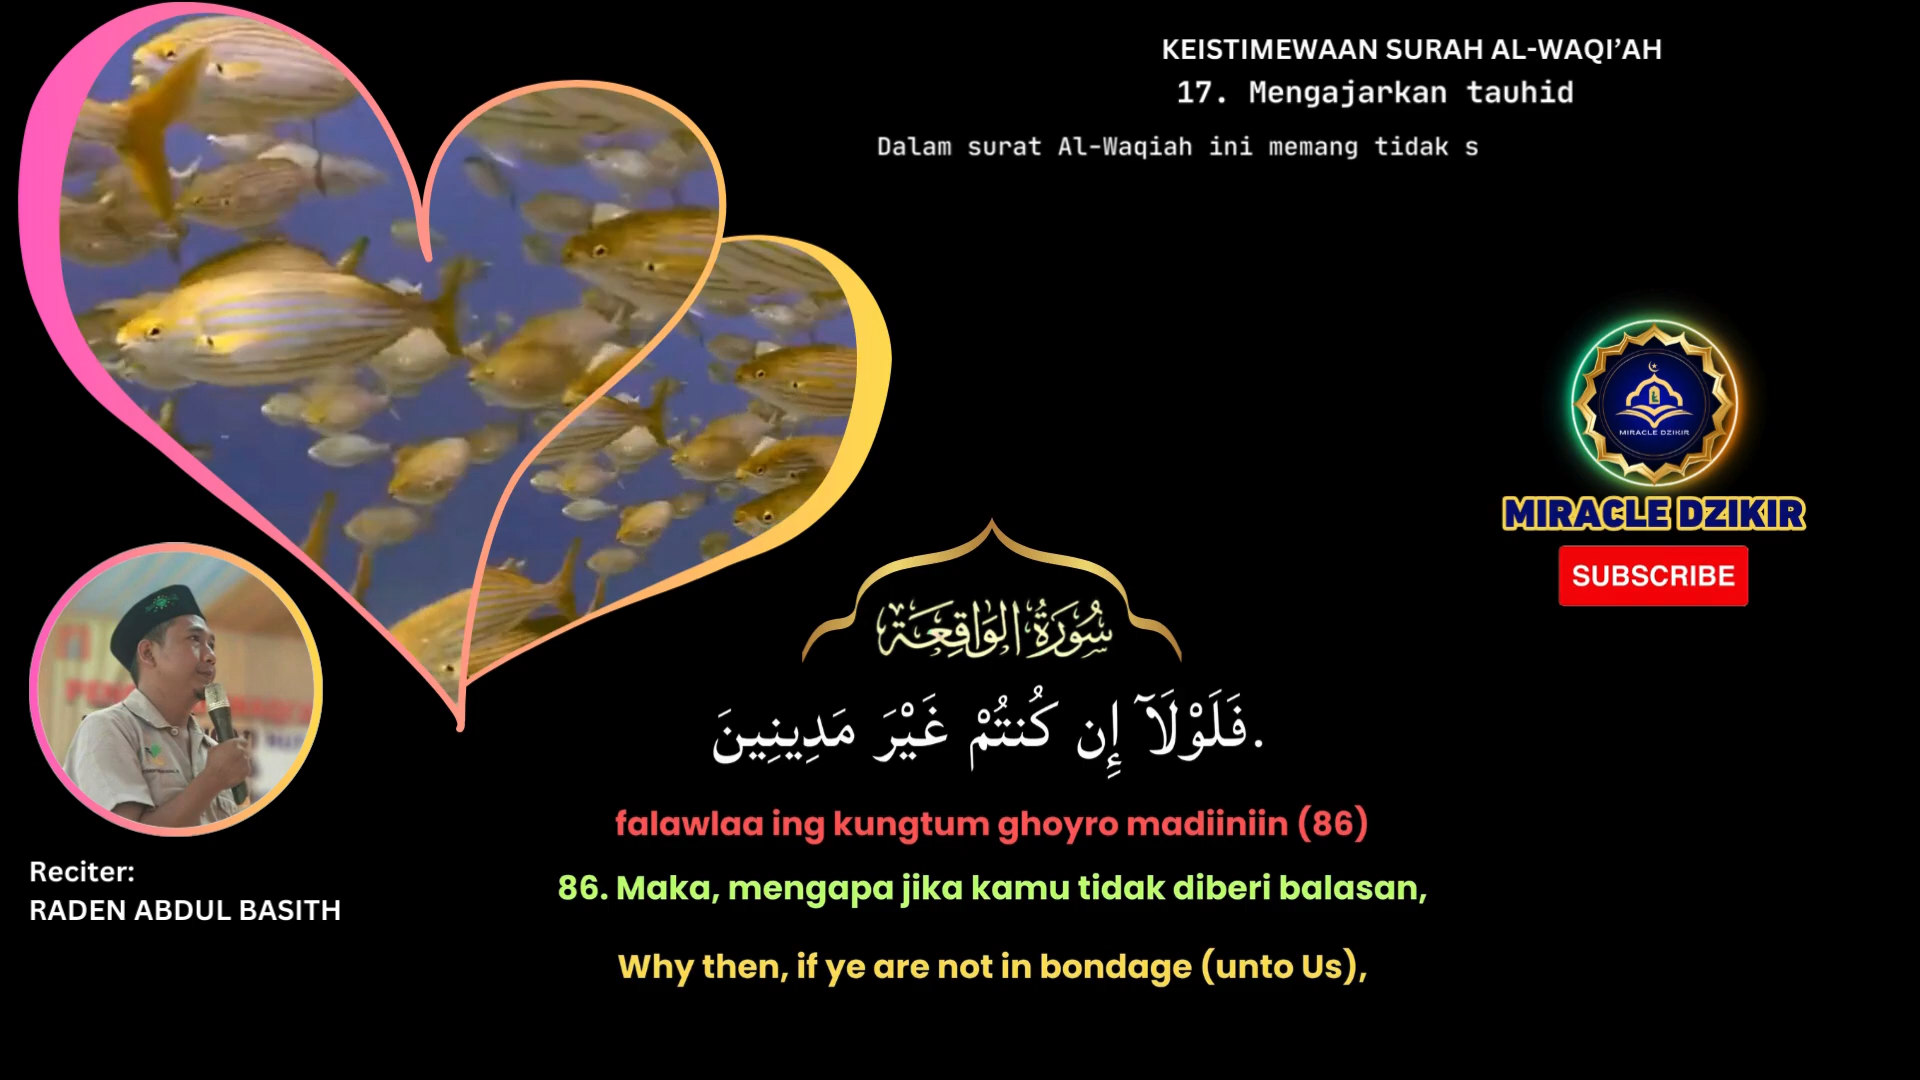 KEISTIMEWAAN SURAH AL-WAQI’AH
17. Mengajarkan tauhid
Dalam surat Al-Waqiah ini memang tidak s
MIRACLE DZIKIR
MIRACLE DZIKIR
SUBSCRIBE
سُورَةُ الوَاقِعَة
فَلَوْلَآ إِن كُنتُمْ غَيْرَ مَدِينِينَ.
falawlaa ing kungtum ghoyro madiiniin (86)
86. Maka, mengapa jika kamu tidak diberi balasan,
Why then, if ye are not in bondage (unto Us),
Reciter:
RADEN ABDUL BASITH